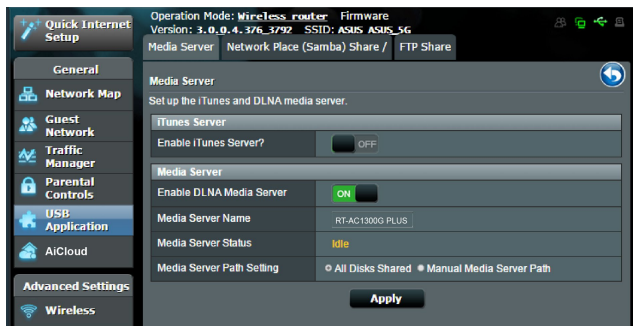 Quick Internet
Setup
General
Network Map
Guest
Network
Traffic
Manager
Parental
Controls
USB
Application
AiCloud
Advanced Settings
Wireless
Operation Mode: Wireless router Firmware
Version: 3.0.0.4.376_3792 SSID: ASUS ASUS_5G
Media Server Network Place (Samba) Share / FTP Share
Media Server
Set up the iTunes and DLNA media server.
iTunes Server
Enable iTunes Server? OFF
Media Server
Enable DLNA Media Server ON
Media Server Name RT-AC1300G PLUS
Media Server Status Idle
Media Server Path Setting All Disks Shared Manual Media Server Path
Apply